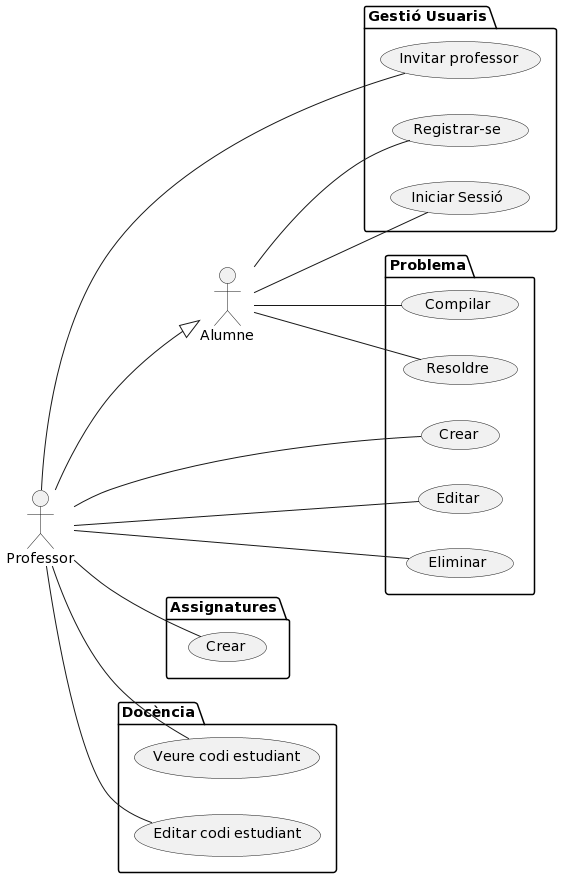 Gestió Usuaris
Invitar professor
Registrar-se
Iniciar Sessió
Problema
Compilar
Alumne
Resoldre
Crear
Editar
Professor
Eliminar
Assignatures
Crear
Docència
Veure codi estudiant
Editar codi estudiant